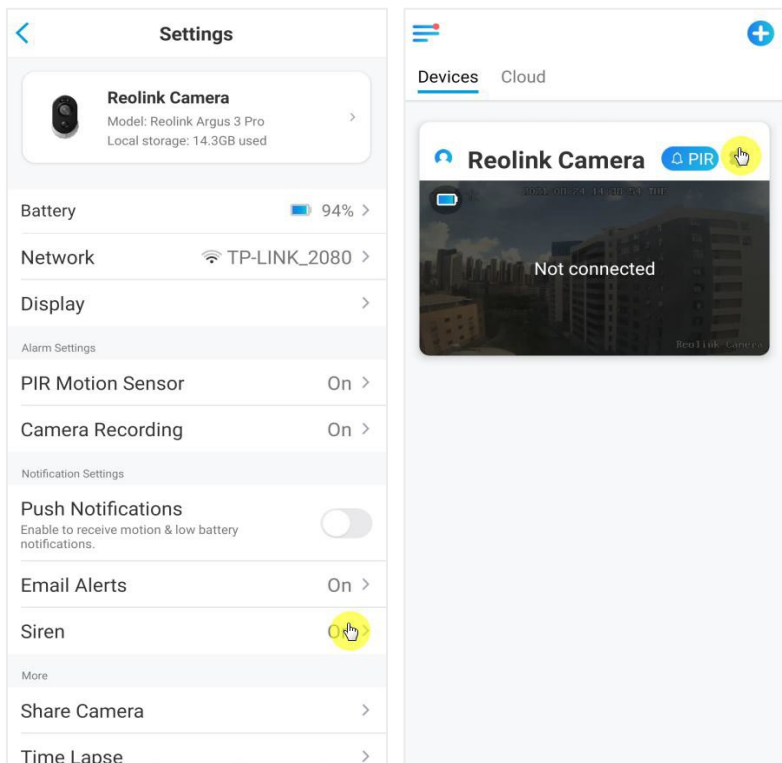 Settings
Reolink Camera
Model: Reolink Argus 3 Pro
Local storage: 14.3GB used
Battery 94%
Network TP-LINK_2080
Display
Alarm Settings
PIR Motion Sensor On
Camera Recording On
Notification Settings
Push Notifications
Enable to receive motion & low battery
notifications.
Email Alerts On
Siren On
More
Share Camera
Time Lapse
Devices Cloud
Reolink Camera PIR
Not connected
Reolink Camera